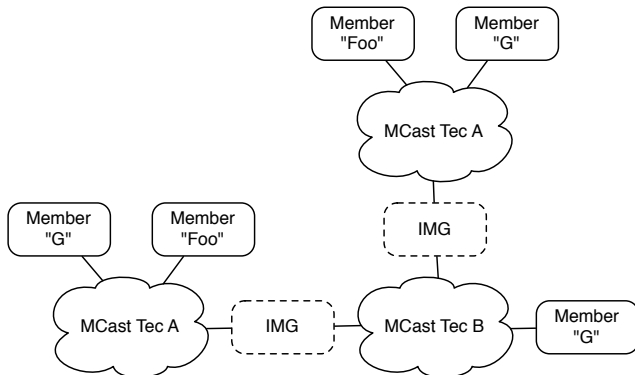 Member
"Foo"
Member
"G"
MCast Tec A
IMG
Member
"G"
Member
"Foo"
MCast Tec A
IMG
MCast Tec B
Member
"G"